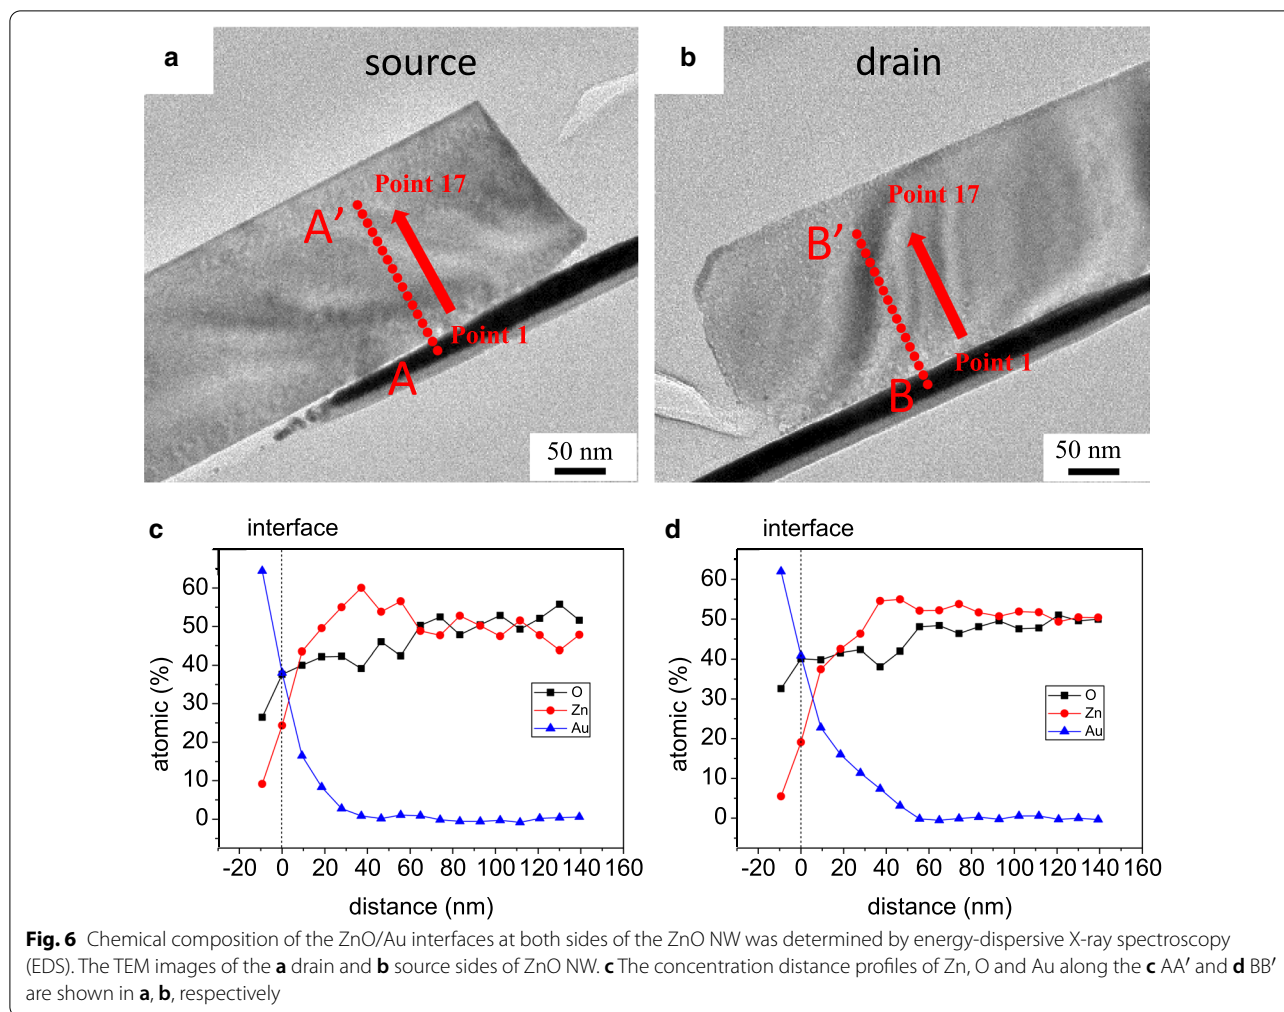 a
source
Point 17
A′
Point 1
A
50 nm
b
drain
Point 17
B′
Point 1
B
50 nm
c
interface
60
50
40
30
20
10
0
atomic (%)
O
Zn
Au
-20 0 20 40 60 80 100 120 140 160
distance (nm)
d
interface
60
50
40
30
20
10
0
atomic (%)
O
Zn
Au
-20 0 20 40 60 80 100 120 140 160
distance (nm)
Fig. 6 Chemical composition of the ZnO/Au interfaces at both sides of the ZnO NW was determined by energy-dispersive X-ray spectroscopy
(EDS). The TEM images of the a drain and b source sides of ZnO NW. c The concentration distance profiles of Zn, O and Au along the c AA′ and d BB′
are shown in a, b, respectively